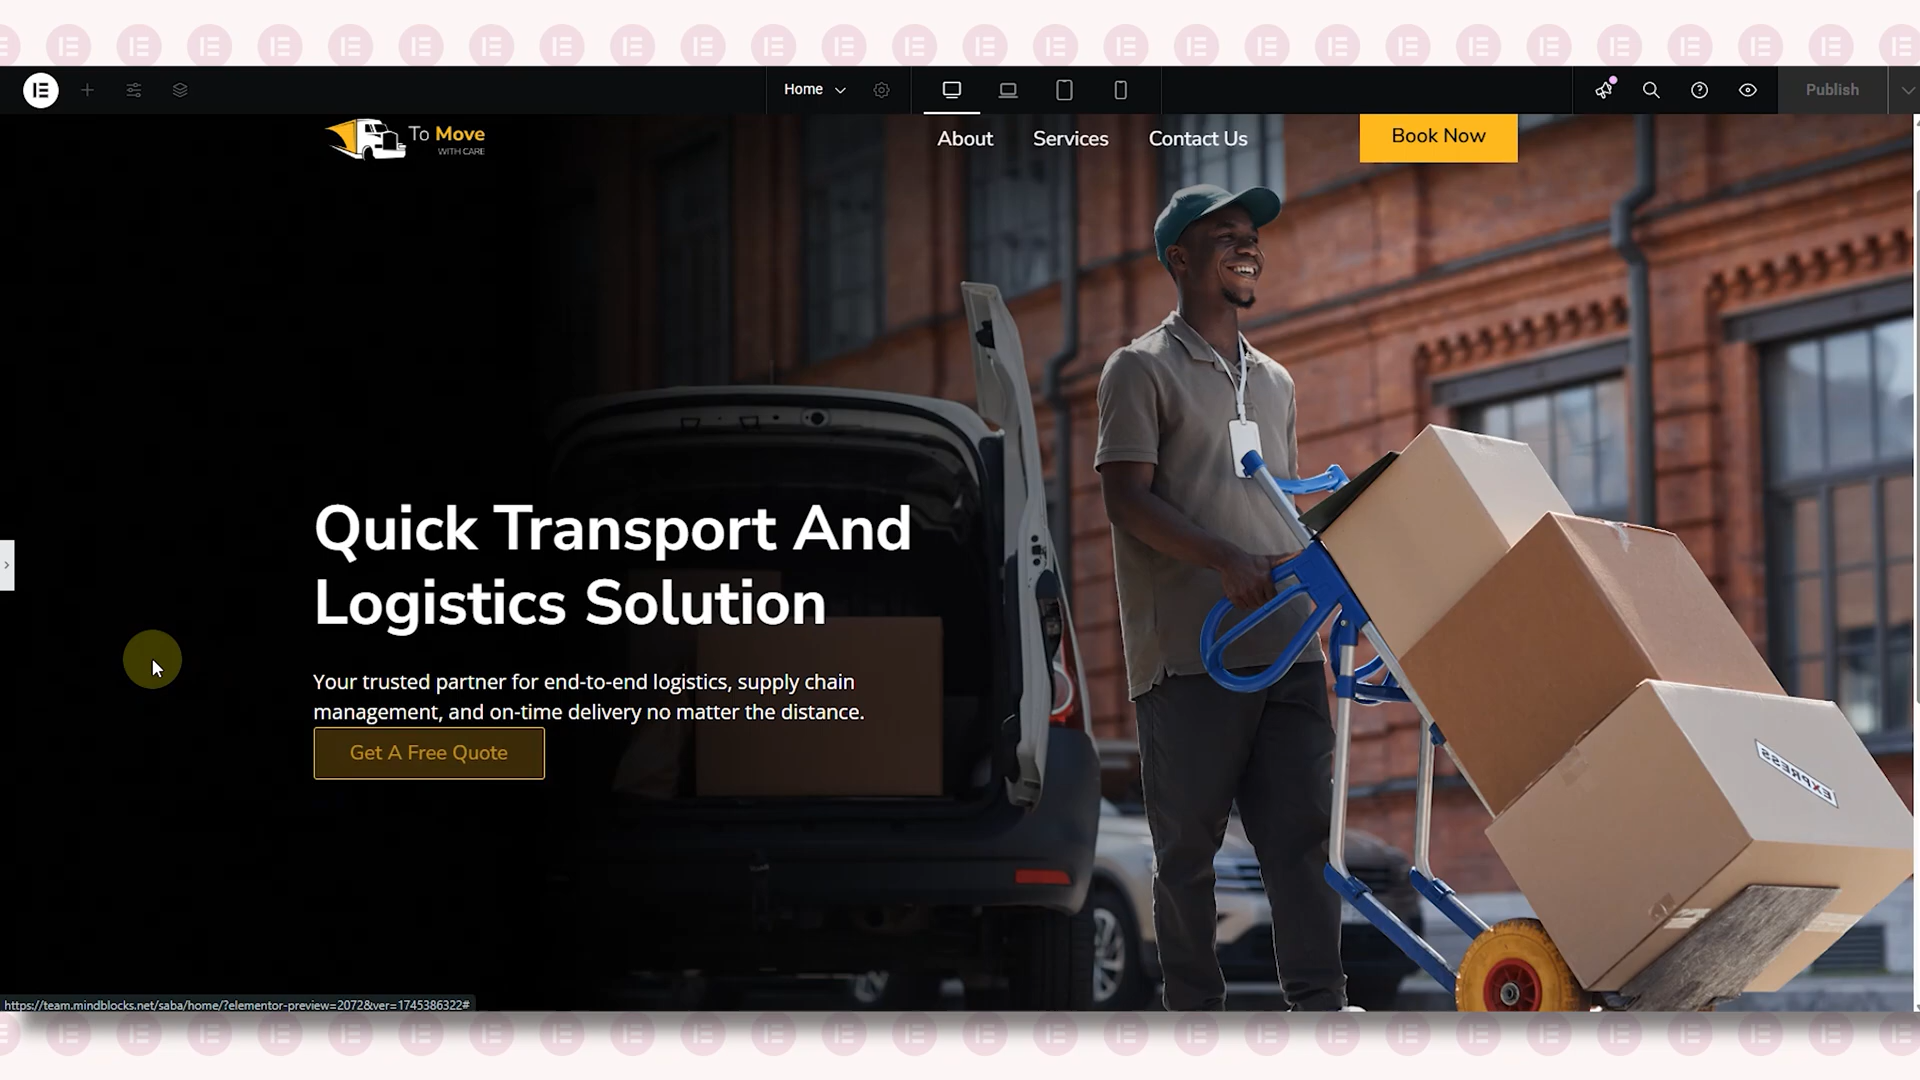 Home
Publish
To Move
WITH CARE
About
Services
Contact Us
Book Now
Quick Transport And
Logistics Solution
Your trusted partner for end-to-end logistics, supply chain
management, and on-time delivery no matter the distance.
Get A Free Quote
EXPRESS
https://team.mindblocks.net/saba/home/?elementor-preview=2072&ver=1745386322#